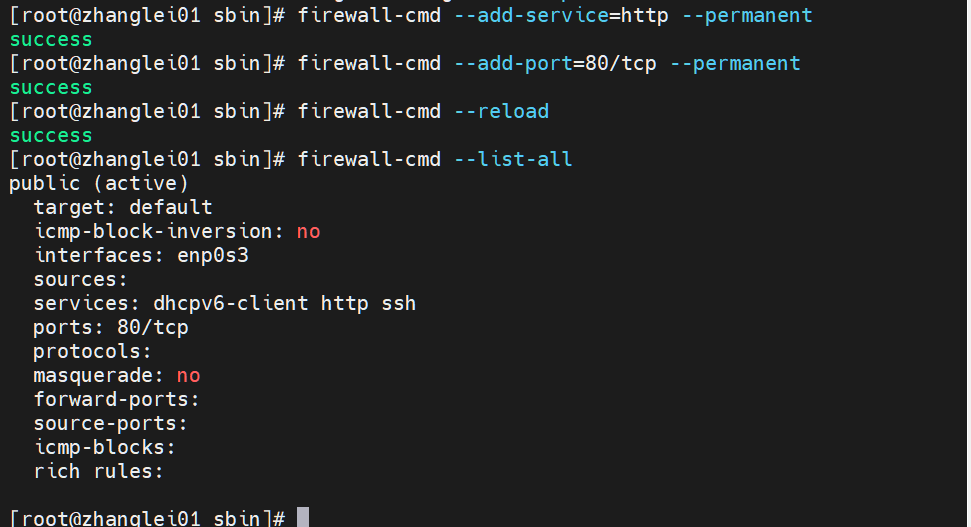 [root@zhanglei01 sbin]# firewall-cmd --add-service=http --permanent
success
[root@zhanglei01 sbin]# firewall-cmd --add-port=80/tcp --permanent
success
[root@zhanglei01 sbin]# firewall-cmd --reload
success
[root@zhanglei01 sbin]# firewall-cmd --list-all
public (active)
  target: default
  icmp-block-inversion: no
  interfaces: enp0s3
  sources:
  services: dhcpv6-client http ssh
  ports: 80/tcp
  protocols:
  masquerade: no
  forward-ports:
  source-ports:
  icmp-blocks:
  rich rules:
[root@zhanglei01 sbin]#